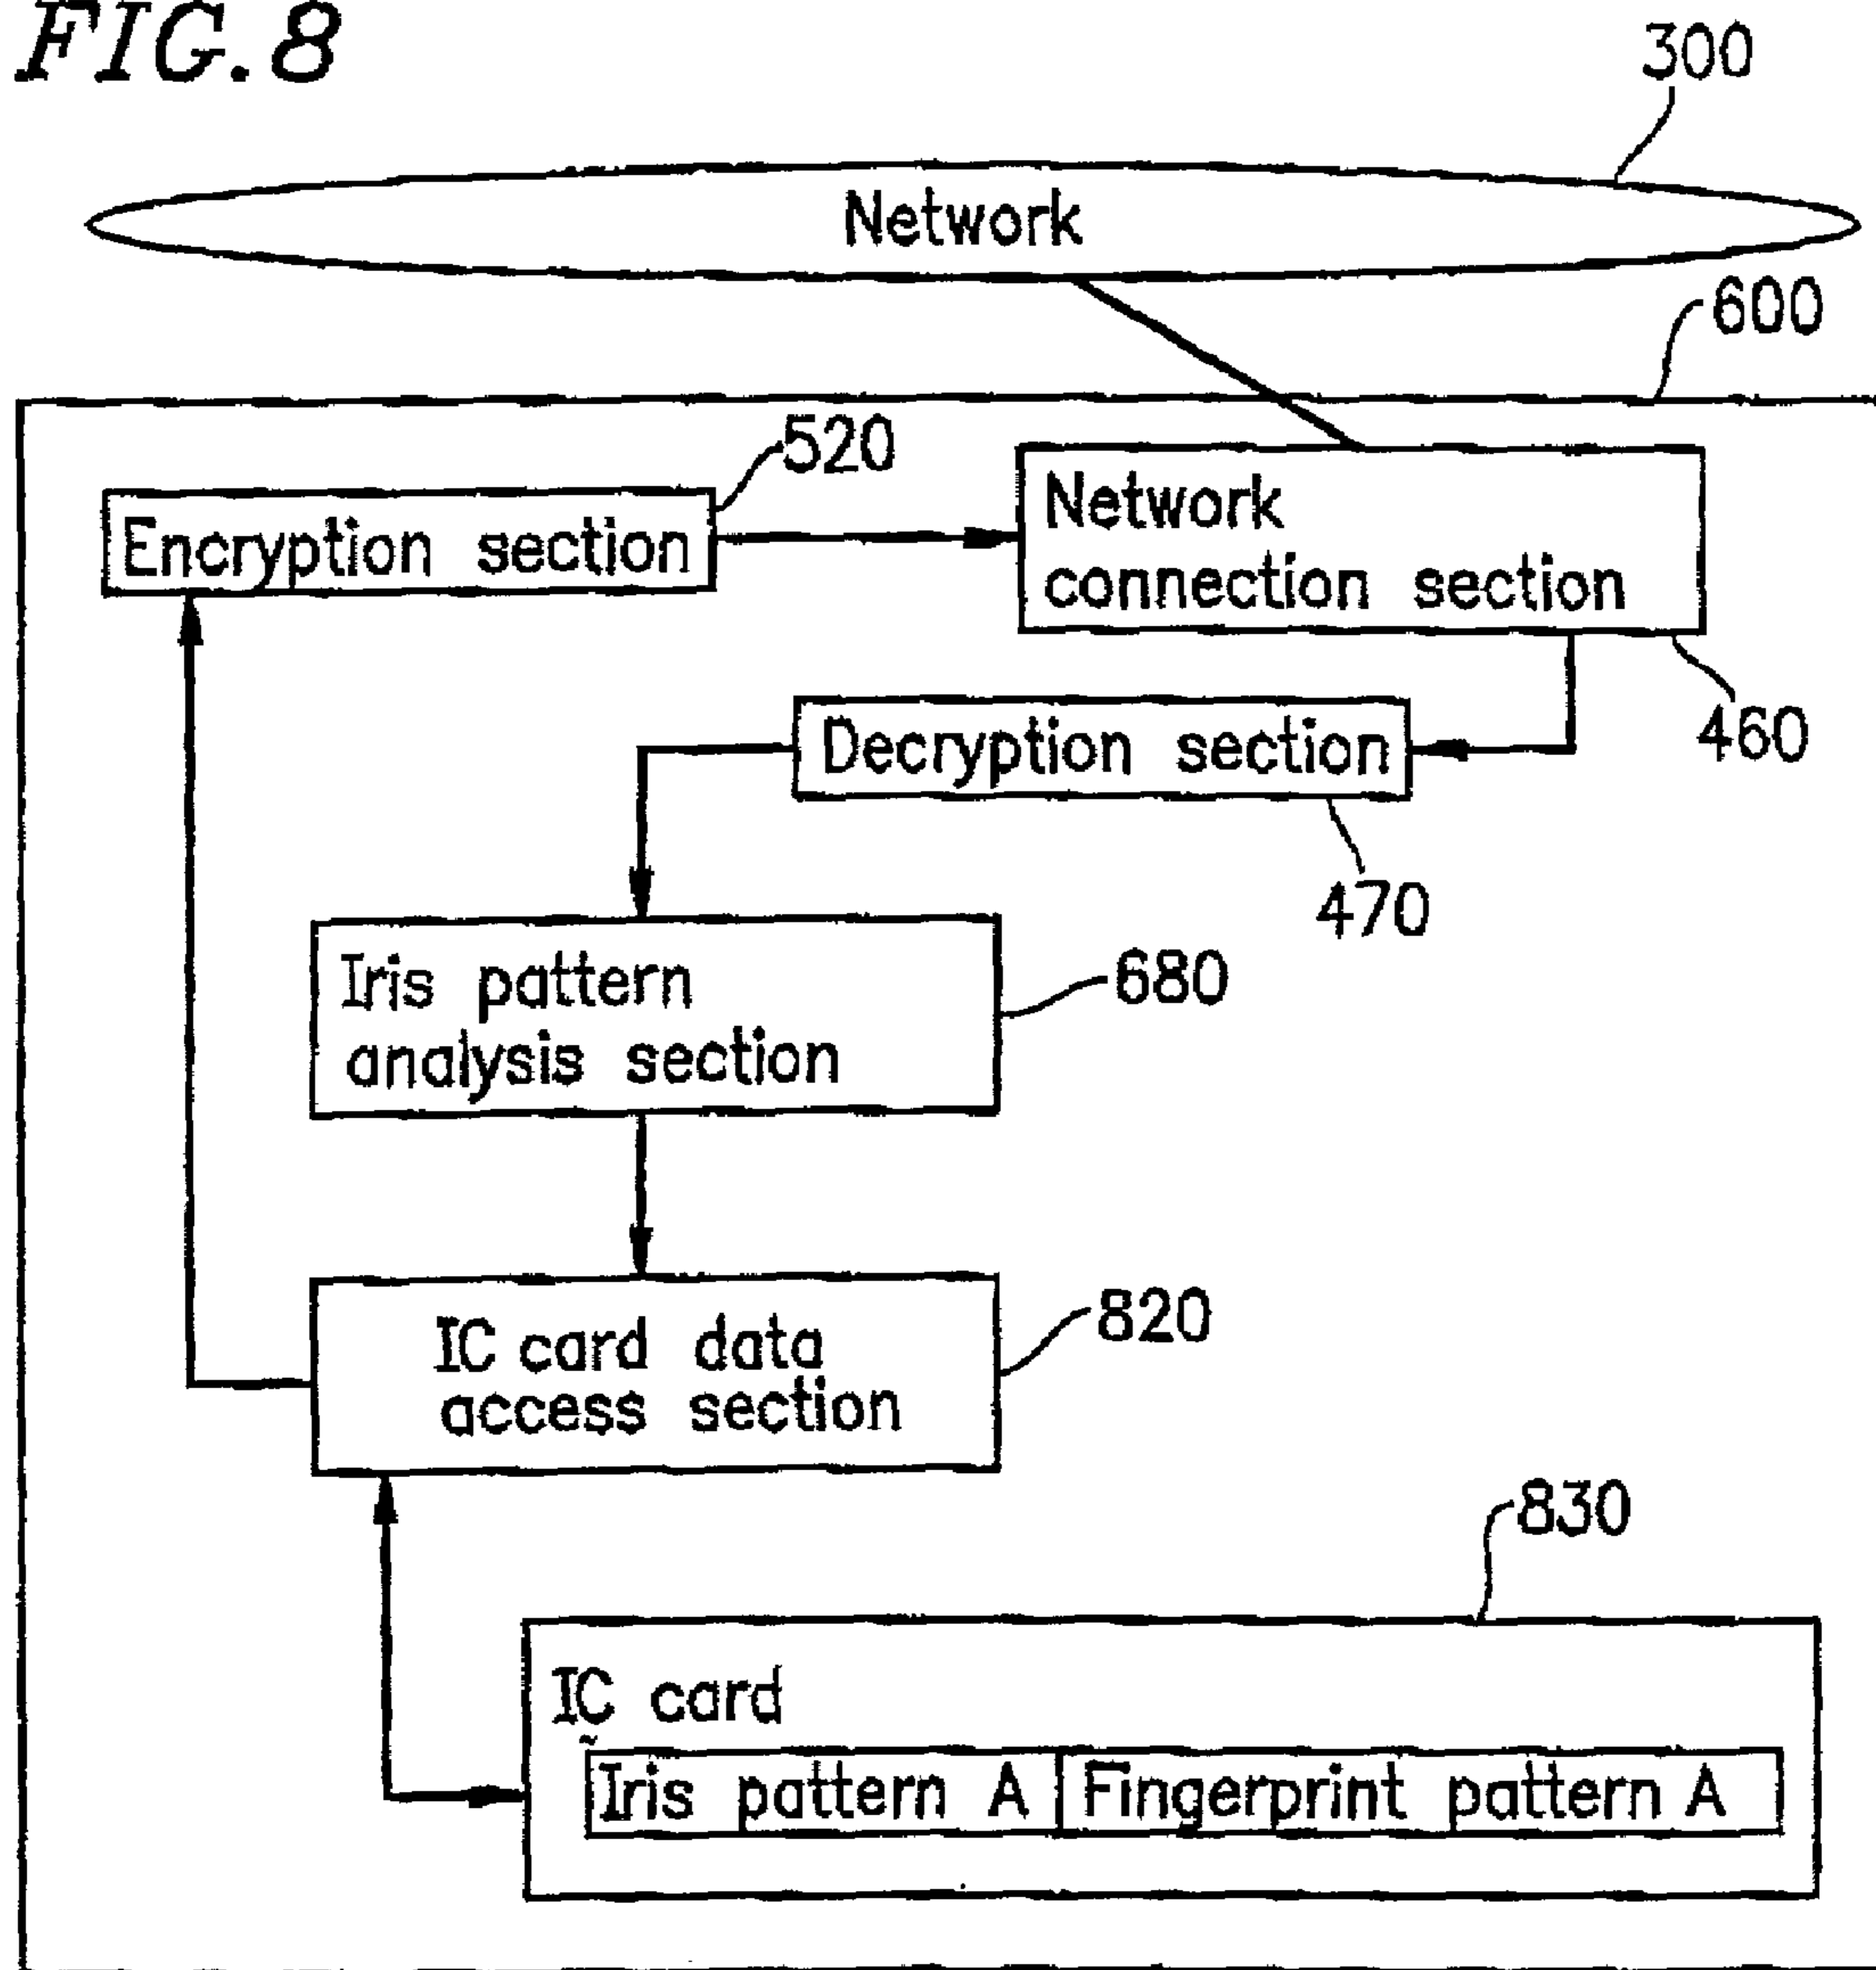 FIG.8
300
Network
600
520
Encryption section
Network
connection section
460
Decryption section
470
Iris pattern
analysis section
680
IC card data
access section
820
830
IC card
Iris pattern A Fingerprint pattern A